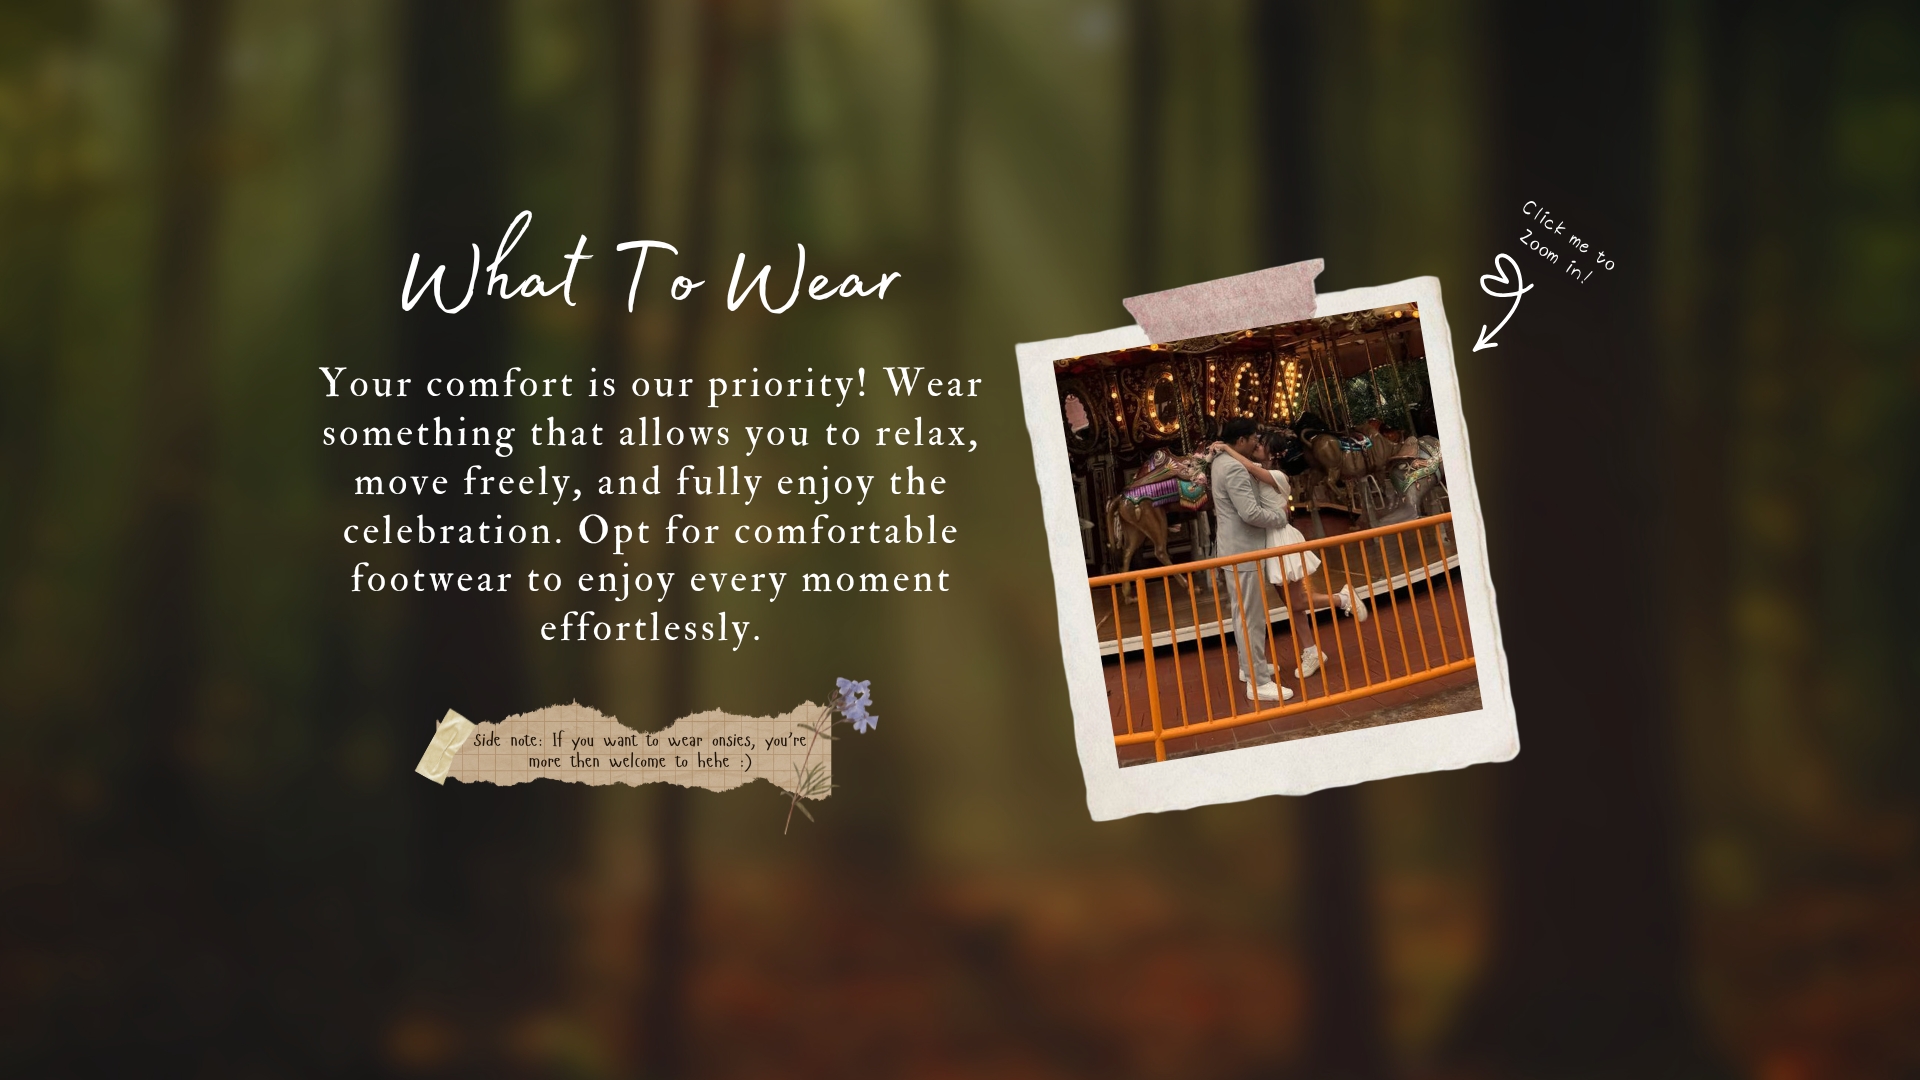 What To Wear
Your comfort is our priority! Wear
something that allows you to relax,
move freely, and fully enjoy the
celebration. Opt for comfortable
footwear to enjoy every moment
effortlessly.
Side note: If you want to wear onsies, you're
more then welcome to hehe :)
Click me to
Zoom in!